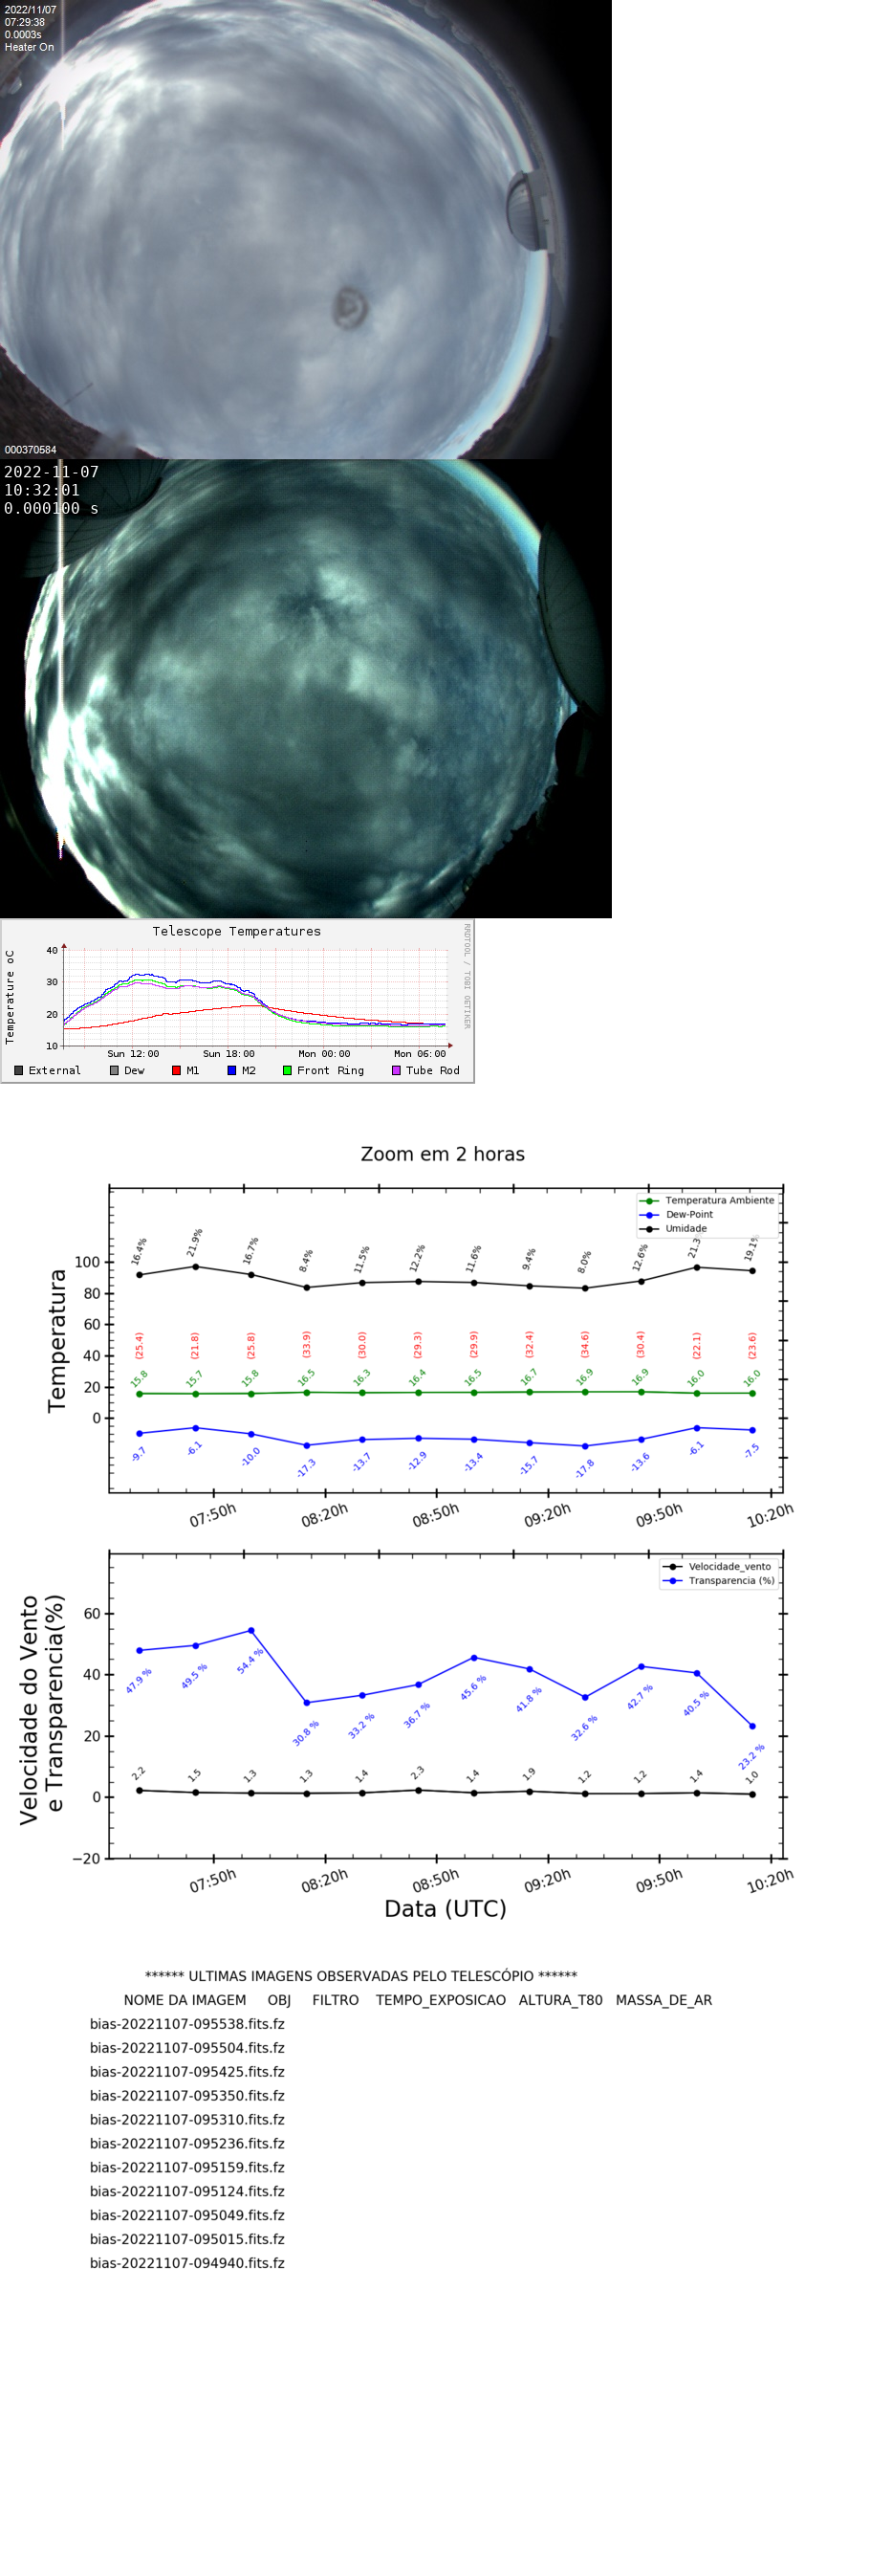 2022/11/07
07:29:38
0.0003s
Heater On
000370584
2022-11-07
10:32:01
0.000100 s
Telescope Temperatures
RRDTOOL / TOBI OETIKER
Temperature oC
40
30
20
10
Sun 12:00 Sun 18:00 Mon 00:00 Mon 06:00
External Dew M1 M2 Front Ring Tube Rod
Zoom em 2 horas
Temperatura Ambiente
Dew-Point
Umidade
Temperatura
100
80
60
40
20
0
16.4% 21.9% 16.7% 8.4% 11.5% 12.2% 11.6% 9.4% 8.0% 12.6% 21.3 19.1%
(25.4) (21.8) (25.8) (33.9) (30.0) (29.3) (29.9) (32.4) (34.6) (30.4) (22.1) (23.6)
15.8 15.7 15.8 16.5 16.3 16.4 16.5 16.7 16.9 16.9 16.0 16.0
-9.7 -6.1 -10.0 -17.3 -13.7 -12.9 -13.4 -15.7 -17.8 -13.6 -6.1 -7.5
07:50h 08:20h 08:50h 09:20h 09:50h 10:20h
Velocidade_vento
Transparencia (%)
Velocidade do Vento
e Transparencia(%)
60
40
20
0
−20
47.9 % 49.5 % 54.4 % 30.8 % 33.2 % 36.7 % 45.6 % 41.8 % 32.6 % 42.7 % 40.5 % 23.2 %
2.2 1.5 1.3 1.3 1.4 2.3 1.4 1.9 1.2 1.2 1.4 1.0
07:50h 08:20h 08:50h 09:20h 09:50h 10:20h
Data (UTC)
****** ULTIMAS IMAGENS OBSERVADAS PELO TELESCÓPIO ******
NOME DA IMAGEM OBJ FILTRO TEMPO_EXPOSICAO ALTURA_T80 MASSA_DE_AR
bias-20221107-095538.fits.fz
bias-20221107-095504.fits.fz
bias-20221107-095425.fits.fz
bias-20221107-095350.fits.fz
bias-20221107-095310.fits.fz
bias-20221107-095236.fits.fz
bias-20221107-095159.fits.fz
bias-20221107-095124.fits.fz
bias-20221107-095049.fits.fz
bias-20221107-095015.fits.fz
bias-20221107-094940.fits.fz